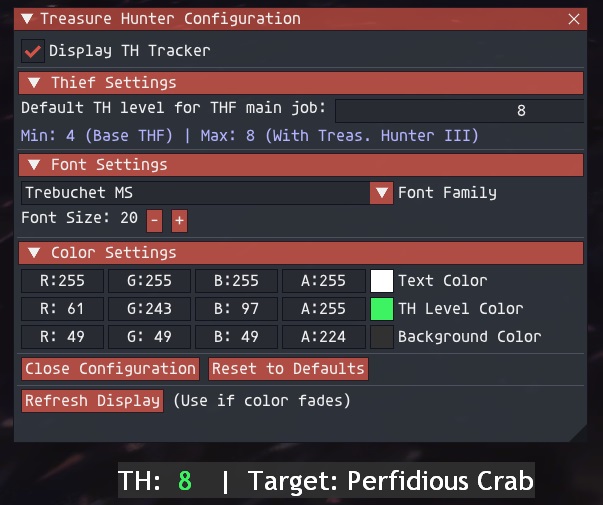 Treasure Hunter Configuration
Display TH Tracker
Thief Settings
Default TH level for THF main job: 8
Min: 4 (Base THF) | Max: 8 (With Treas. Hunter III)
Font Settings
Trebuchet MS Font Family
Font Size: 20 - +
Color Settings
R:255 G:255 B:255 A:255 Text Color
R: 61 G:243 B: 97 A:255 TH Level Color
R: 49 G: 49 B: 49 A:224 Background Color
Close Configuration Reset to Defaults
Refresh Display (Use if color fades)
TH: 8 | Target: Perfidious Crab